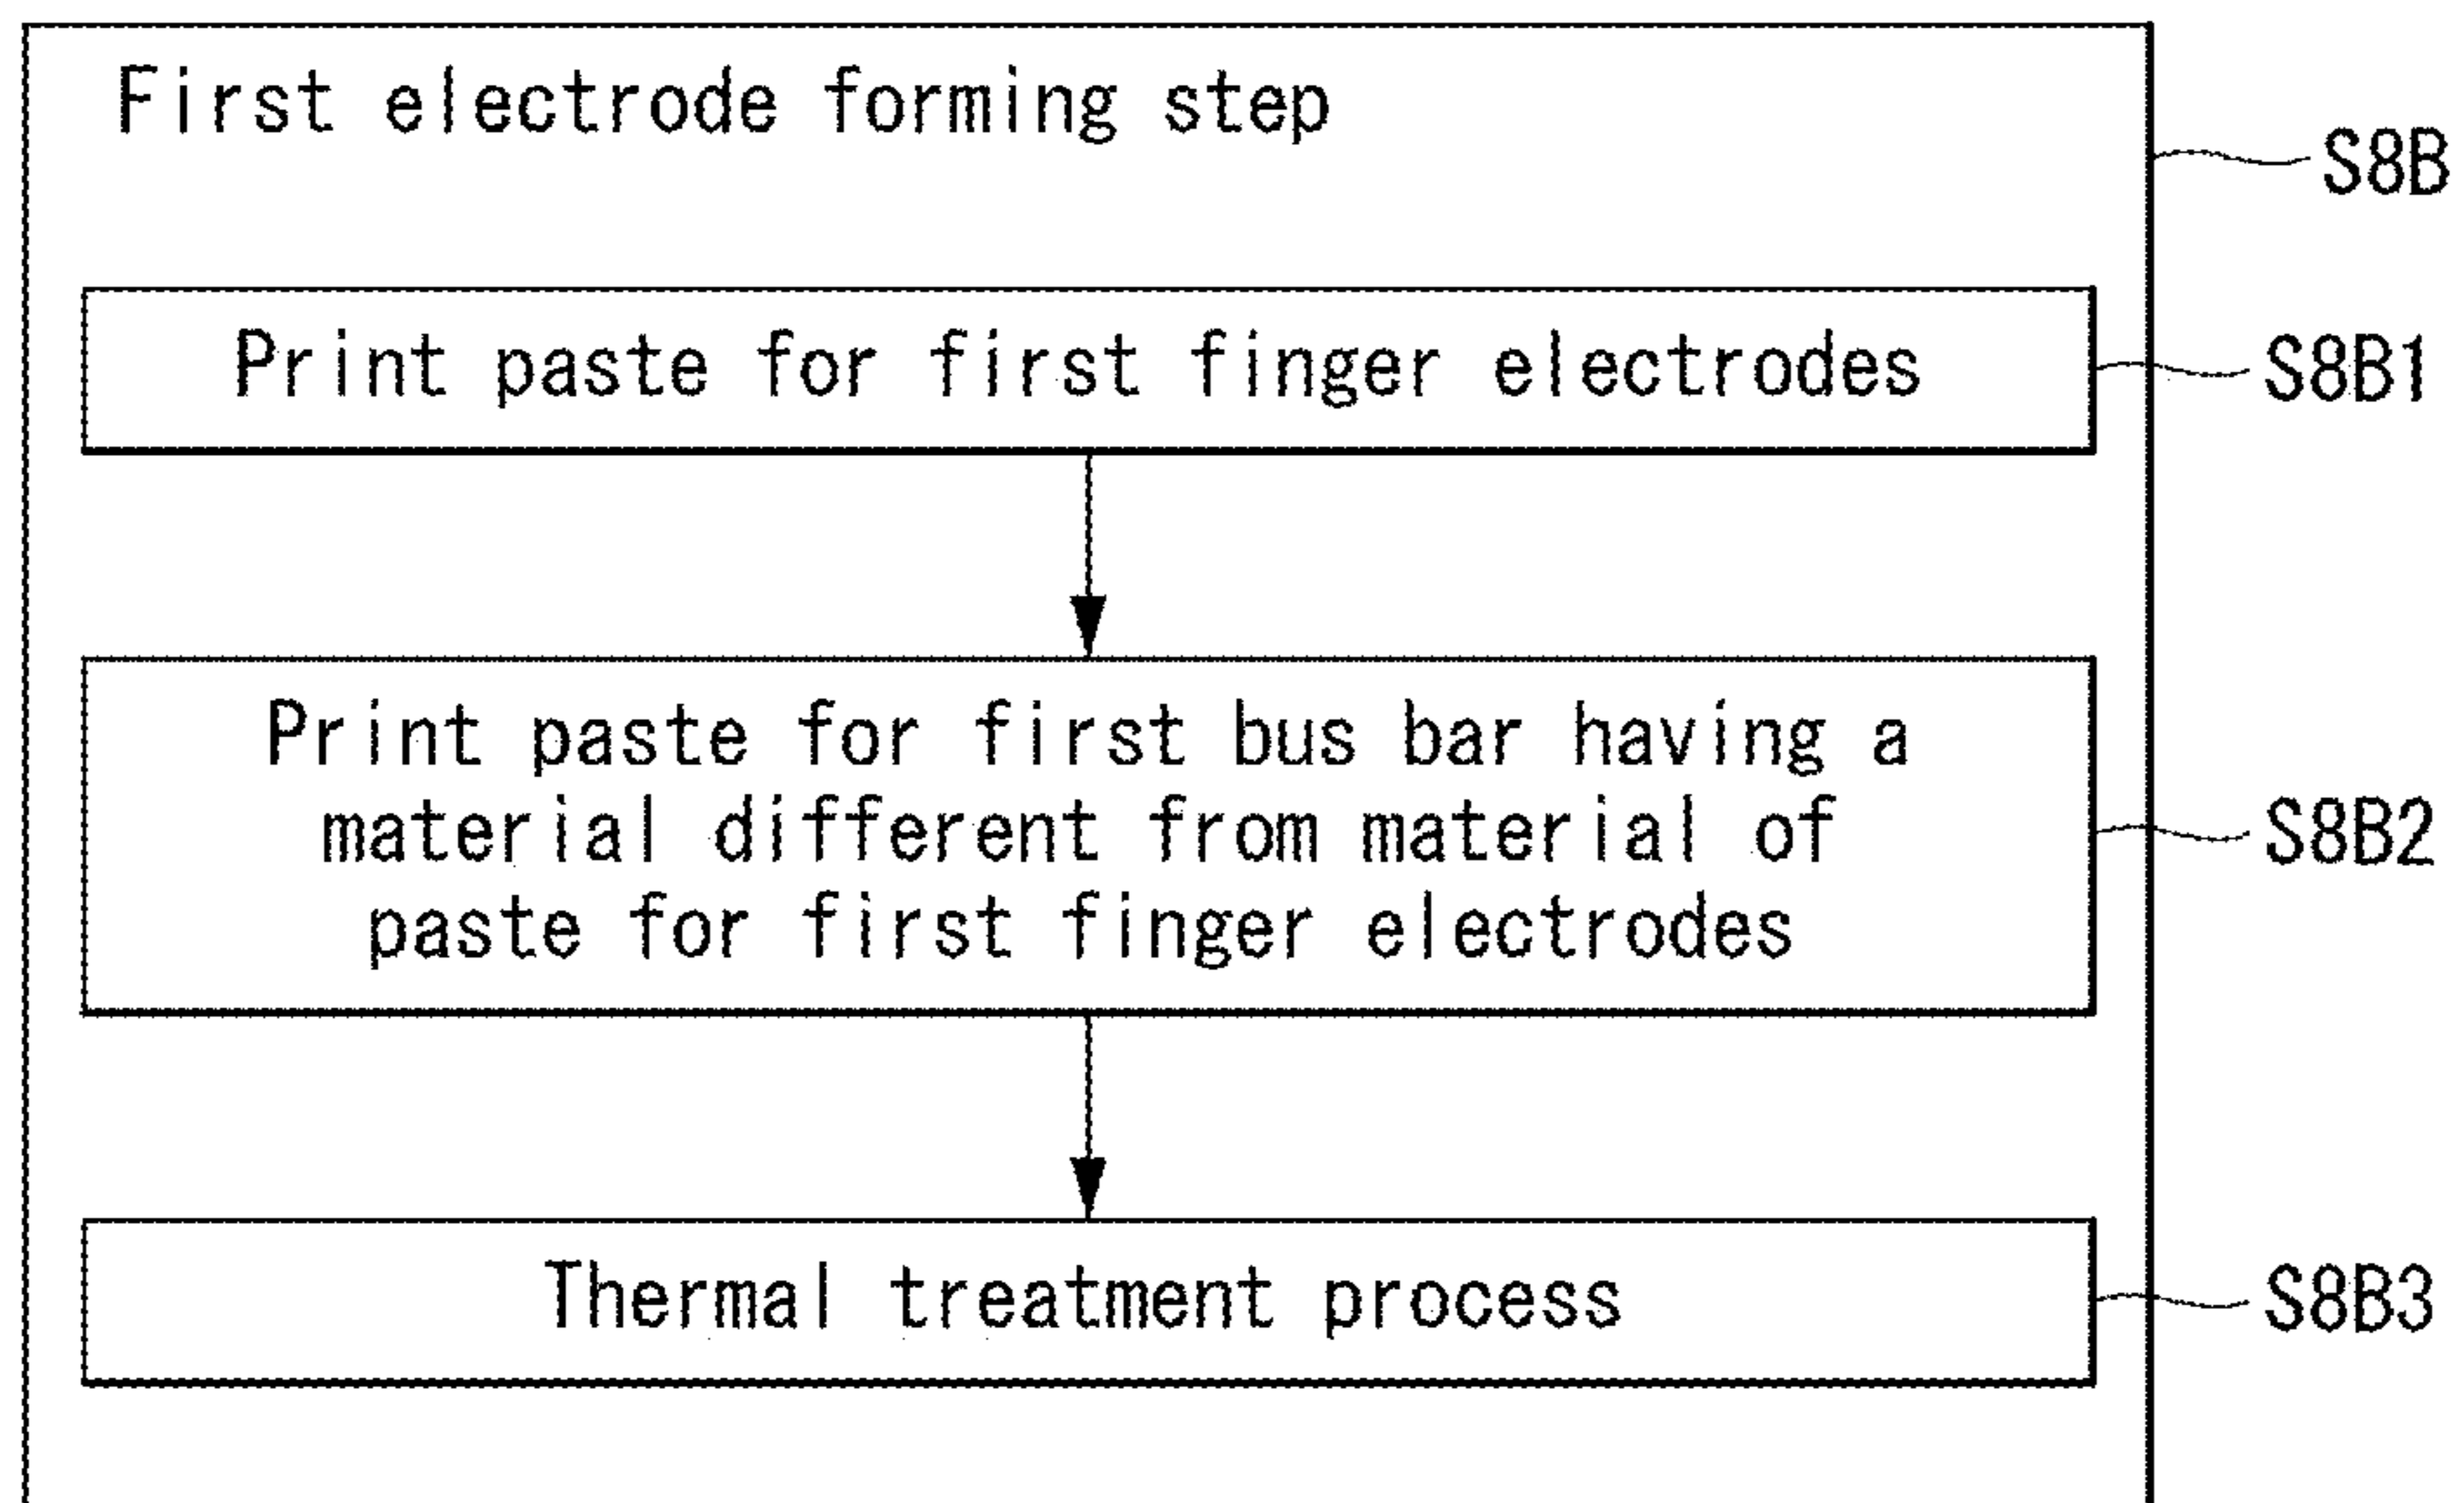 First electrode forming step
S8B
Print paste for first finger electrodes
S8B1
Print paste for first bus bar having a
material different from material of
paste for first finger electrodes
S8B2
Thermal treatment process
S8B3